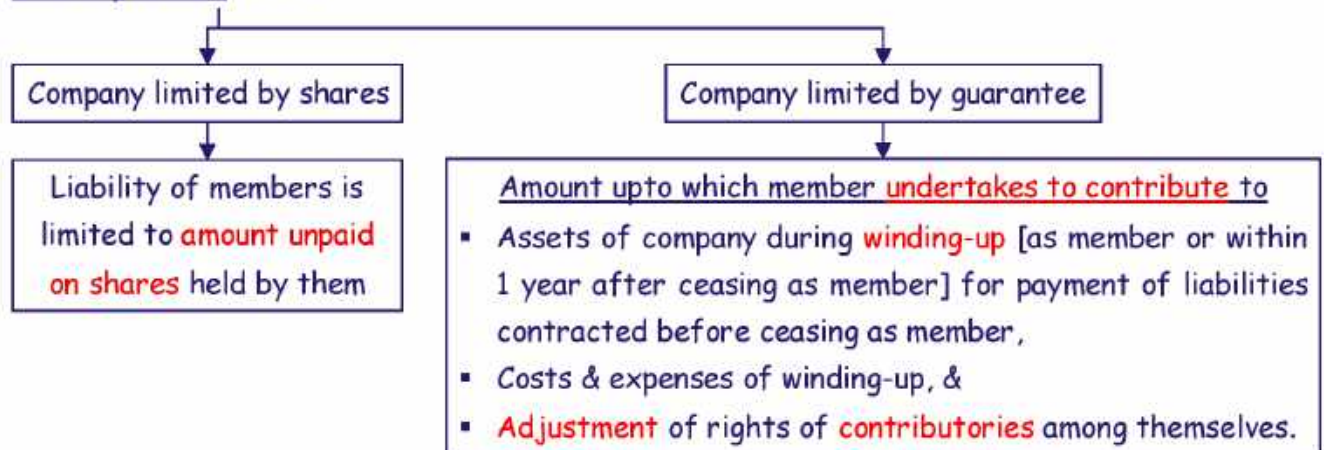 Company limited by shares
Company limited by guarantee
Liability of members is
limited to amount unpaid
on shares held by them
Amount upto which member undertakes to contribute to
▪ Assets of company during winding-up [as member or within
1 year after ceasing as member] for payment of liabilities
contracted before ceasing as member,
▪ Costs & expenses of winding-up, &
▪ Adjustment of rights of contributories among themselves.